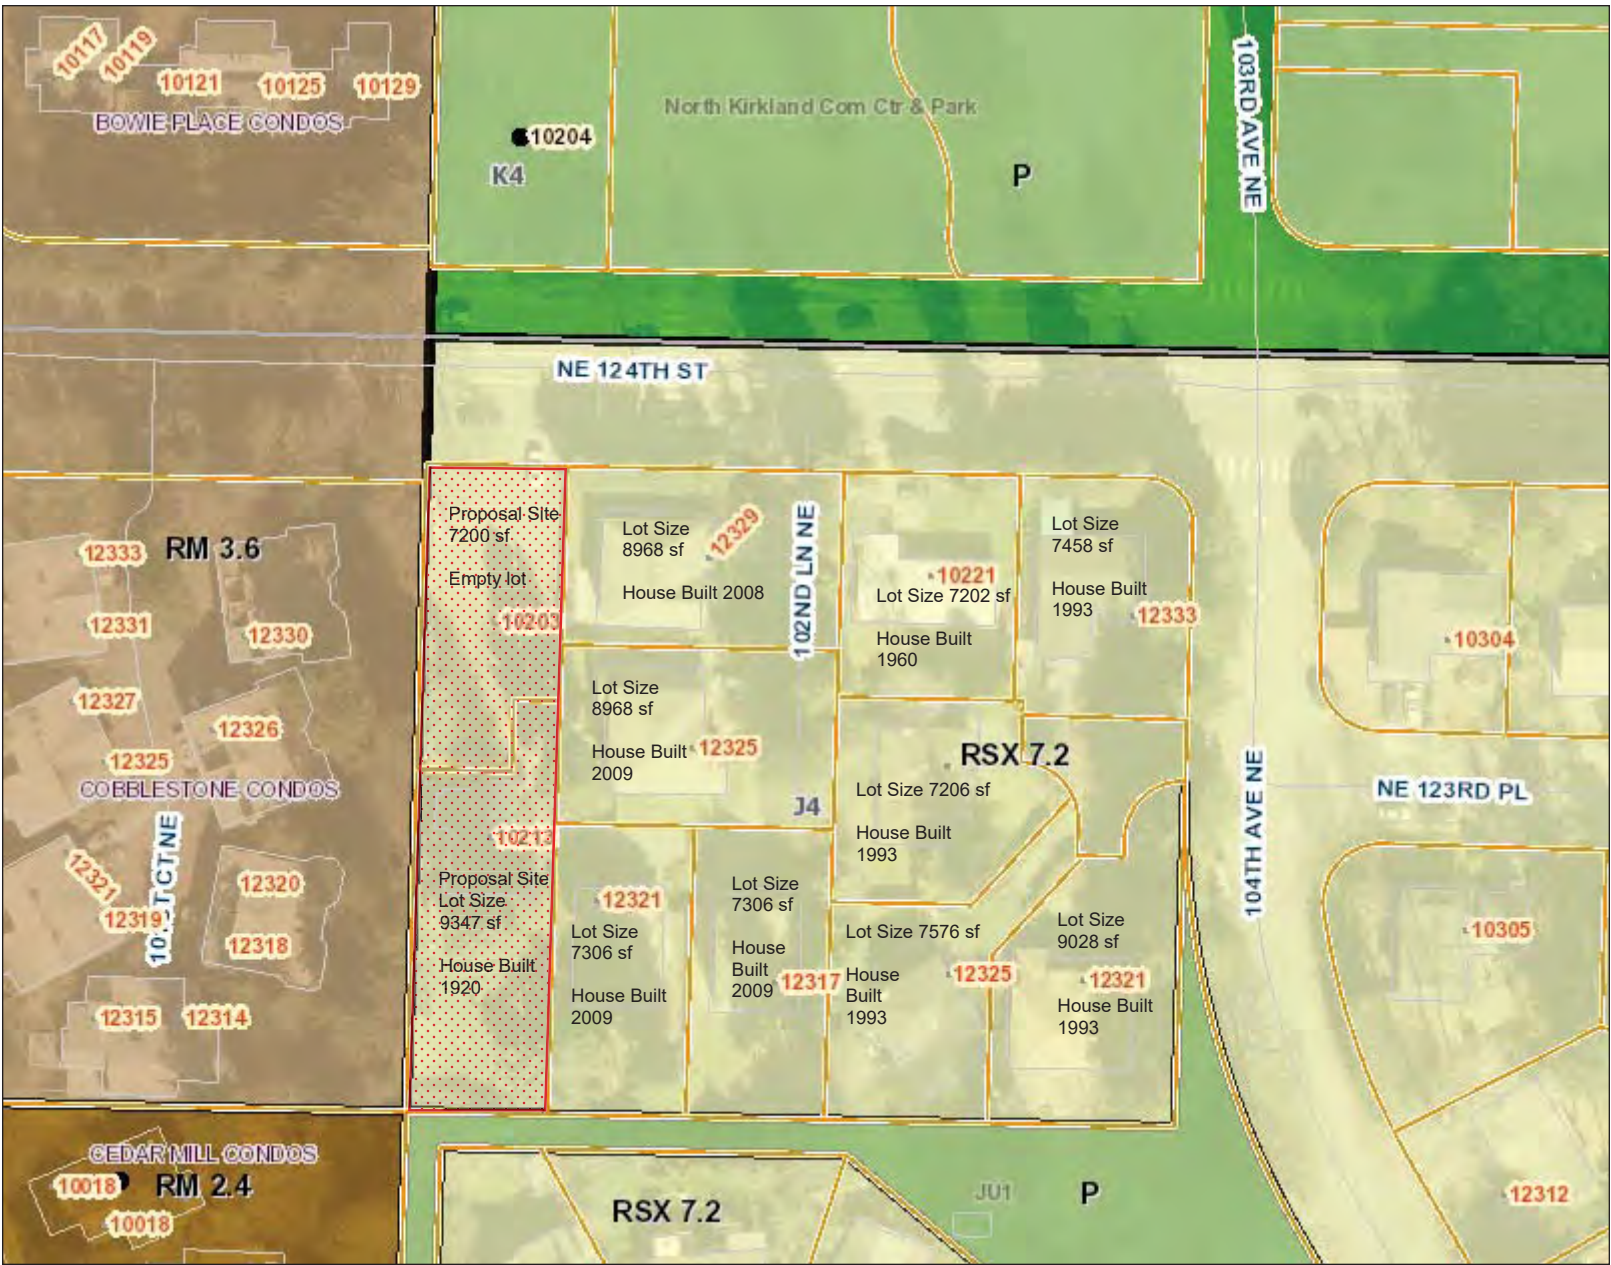 10117
10119
10121
10125
10129
BOWIE PLACE CONDOS
10204
K4
North Kirkland Com Ctr & Park
P
103RD AVE NE
NE 124TH ST
12333
RM 3.6
12331
12330
12327
12326
12325
COBBLESTONE CONDOS
12321
12320
12319
12318
12315
12314
Proposal Site
7200 sf
Empty lot
10203
Lot Size
8968 sf
12329
House Built 2008
102ND LN NE
10221
Lot Size 7202 sf
House Built
1960
Lot Size
7458 sf
House Built
1993
12333
10304
Lot Size
8968 sf
House Built
2009
12325
J4
RSX 7.2
Lot Size 7206 sf
House Built
1993
104TH AVE NE
NE 123RD PL
10213
Proposal Site
Lot Size
9347 sf
House Built
1920
12321
Lot Size
7306 sf
House Built
2009
Lot Size
7306 sf
House
Built
2009
12317
Lot Size 7576 sf
House
Built
1993
12325
Lot Size
9028 sf
12321
House Built
1993
10305
CEDAR MILL CONDOS
10018
RM 2.4
10018
RSX 7.2
JU1
P
12312